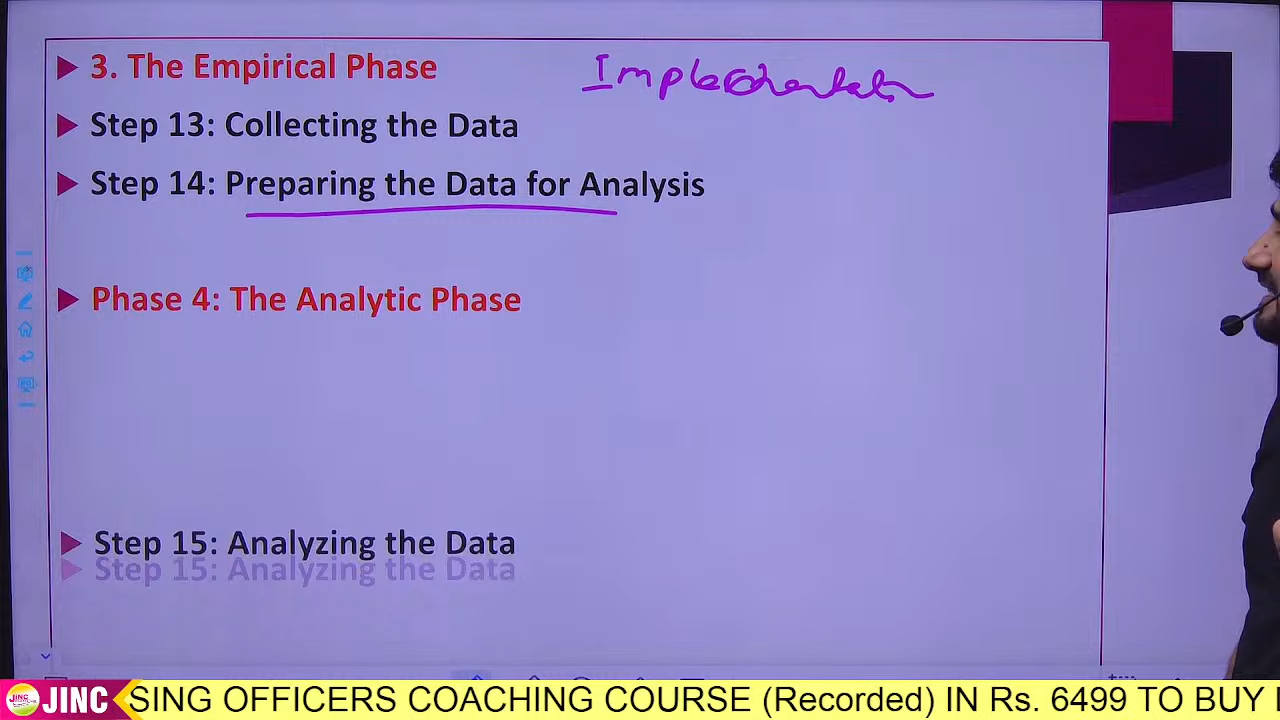 3. The Empirical Phase
Implementation
Step 13: Collecting the Data
Step 14: Preparing the Data for Analysis
Phase 4: The Analytic Phase
Step 15: Analyzing the Data
Step 15: Analyzing the Data
JINC SING OFFICERS COACHING COURSE (Recorded) IN Rs. 6499 TO BUY